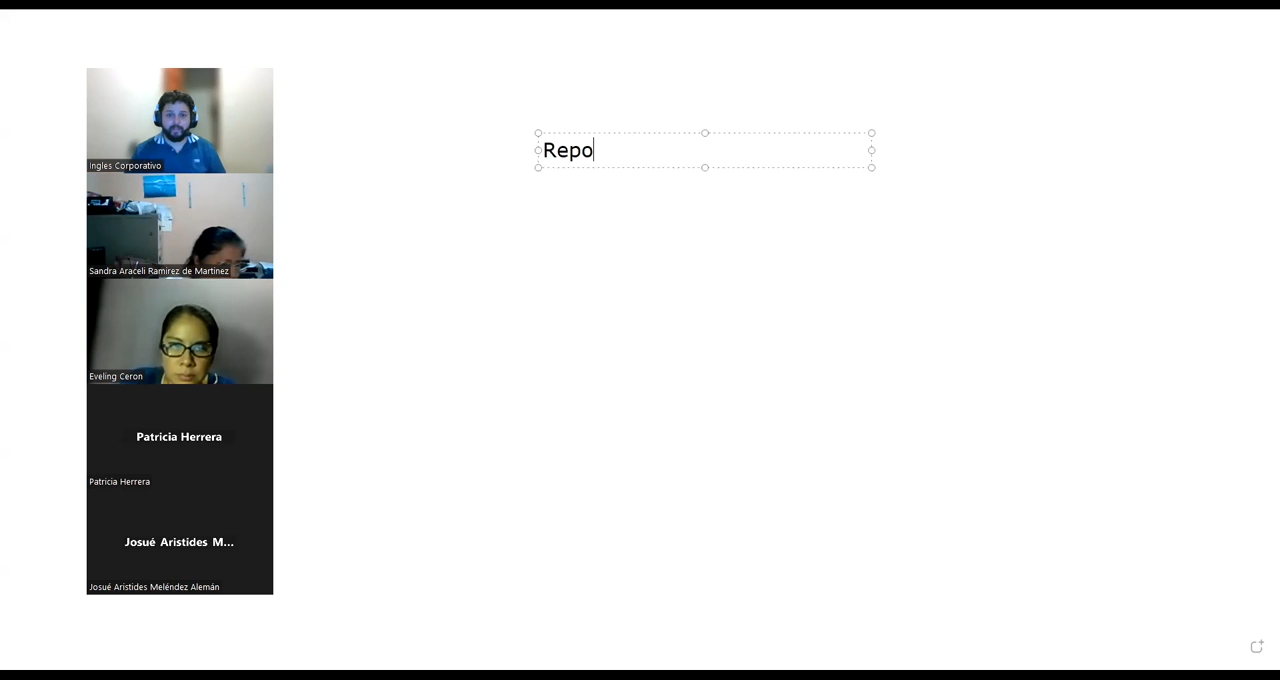 Ingles Corporativo
Sandra Araceli Ramirez de Martinez
Eveling Ceron
Patricia Herrera
Patricia Herrera
Josué Aristides M...
Josué Aristides Meléndez Alemán
Repo